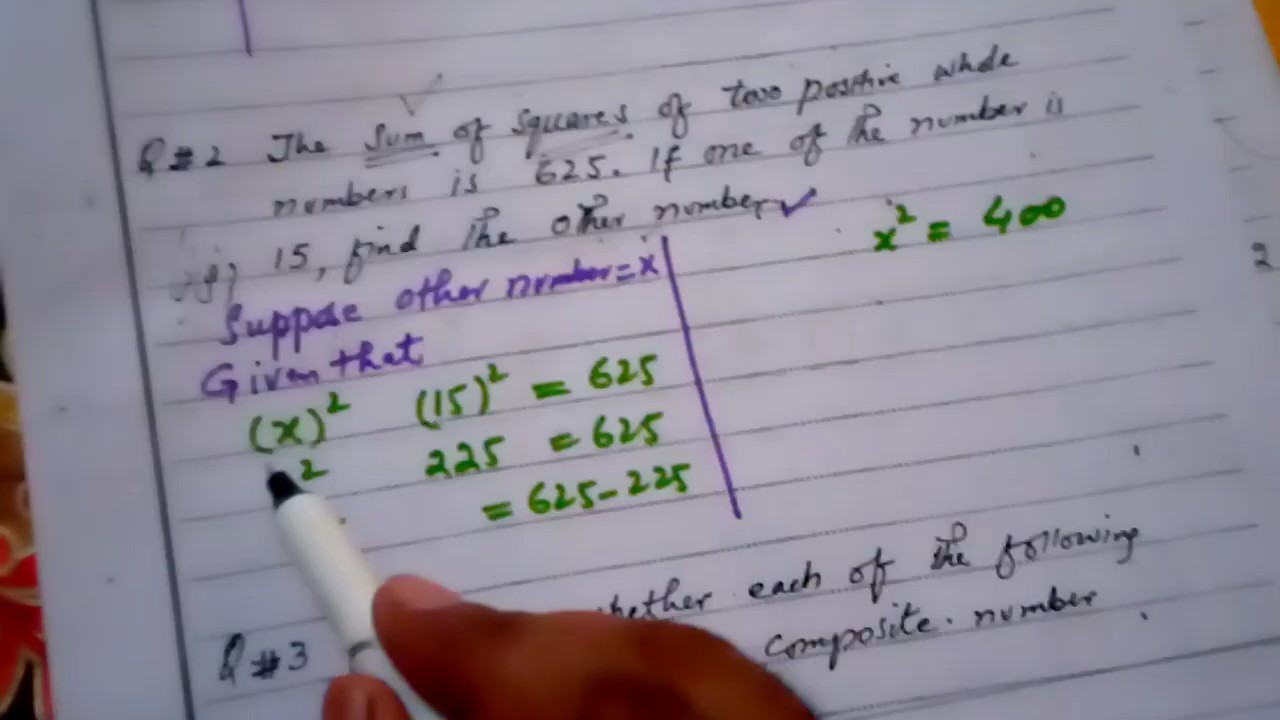 Q#2 The Sum of Squares of two positive whole
numbers is 625. If one of the number is
15, find the other number
Suppose other number = x
Given that
(x)² (15)² = 625
² 225 = 625
= 625-225
x² = 400
2
Q#3 each of the following
composite number